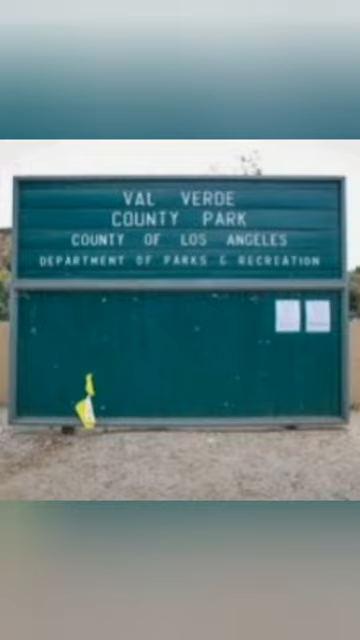 VAL VERDE
COUNTY PARK
COUNTY OF LOS ANGELES
DEPARTMENT OF PARKS & RECREATION